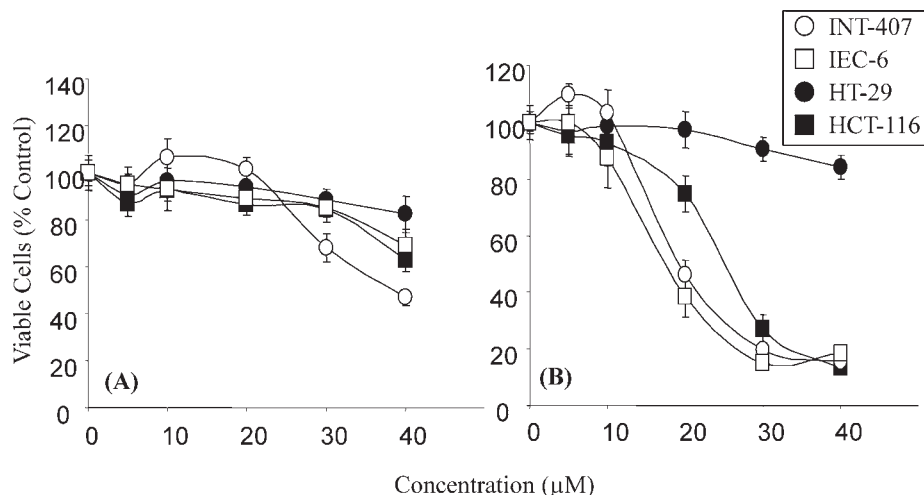 INT-407
IEC-6
HT-29
HCT-116
Viable Cells (% Control)
140
120
100
80
60
40
20
0
(A)
0 10 20 30 40
120
100
80
60
40
20
0
(B)
0 10 20 30 40
Concentration (µM)